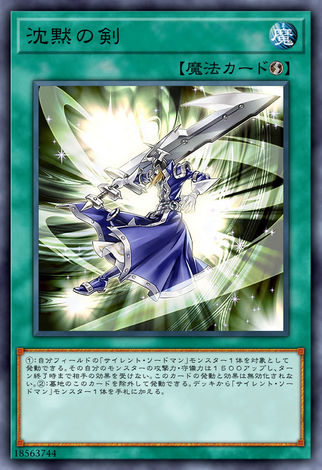 沈黙の剣
魔
【魔法カード】
①:自分フィールドの「サイレント・ソードマン」モンスター1体を対象として
発動できる。その自分のモンスターの攻撃力・守備力は1500アップし、ター
ン終了時まで相手の効果を受けない。このカードの発動と効果は無効化されな
い。②:墓地のこのカードを除外して発動できる。デッキから「サイレント・ソー
ドマン」モンスター1体を手札に加える。
18563744